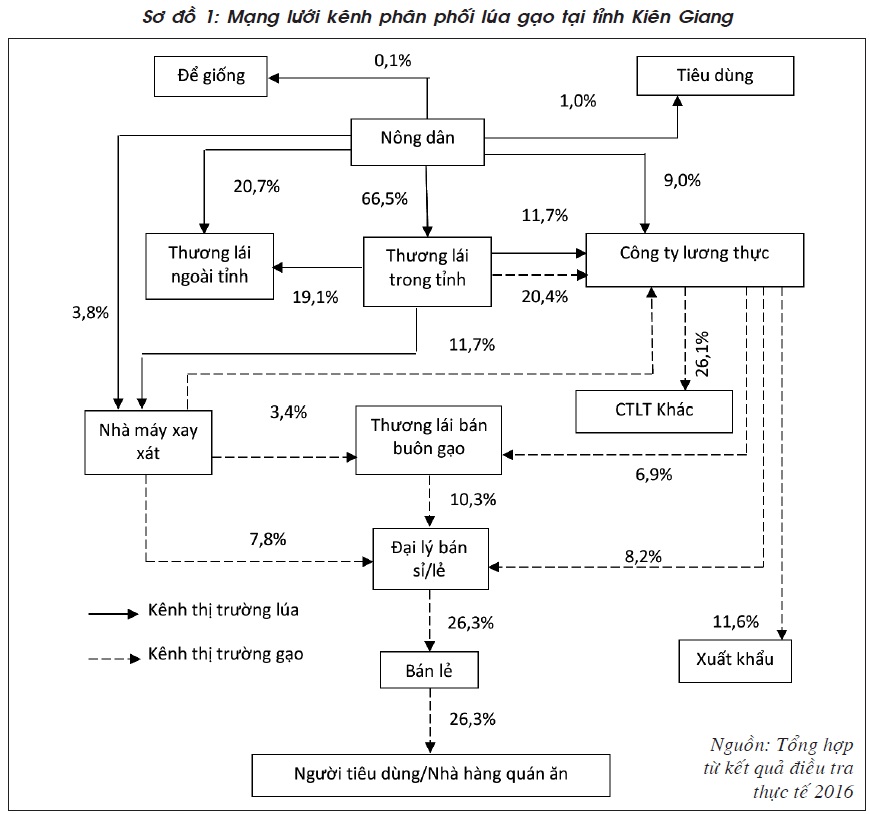 Sơ đồ 1: Mạng lưới kênh phân phối lúa gạo tại tỉnh Kiên Giang
Để giống
0,1%
Tiêu dùng
1,0%
Nông dân
20,7%
66,5%
9,0%
11,7%
Thương lái
ngoài tỉnh
Thương lái
trong tỉnh
Công ty lương thực
19,1%
20,4%
3,8%
11,7%
26,1%
3,4%
CTLT Khác
Nhà máy xay
xát
Thương lái bán
buôn gạo
6,9%
10,3%
7,8%
Đại lý bán
sỉ/lẻ
8,2%
Kênh thị trường lúa
26,3%
11,6%
Kênh thị trường gạo
Bán lẻ
Xuất khẩu
26,3%
Người tiêu dùng/Nhà hàng quán ăn
Nguồn: Tổng hợp
từ kết quả điều tra
thực tế 2016